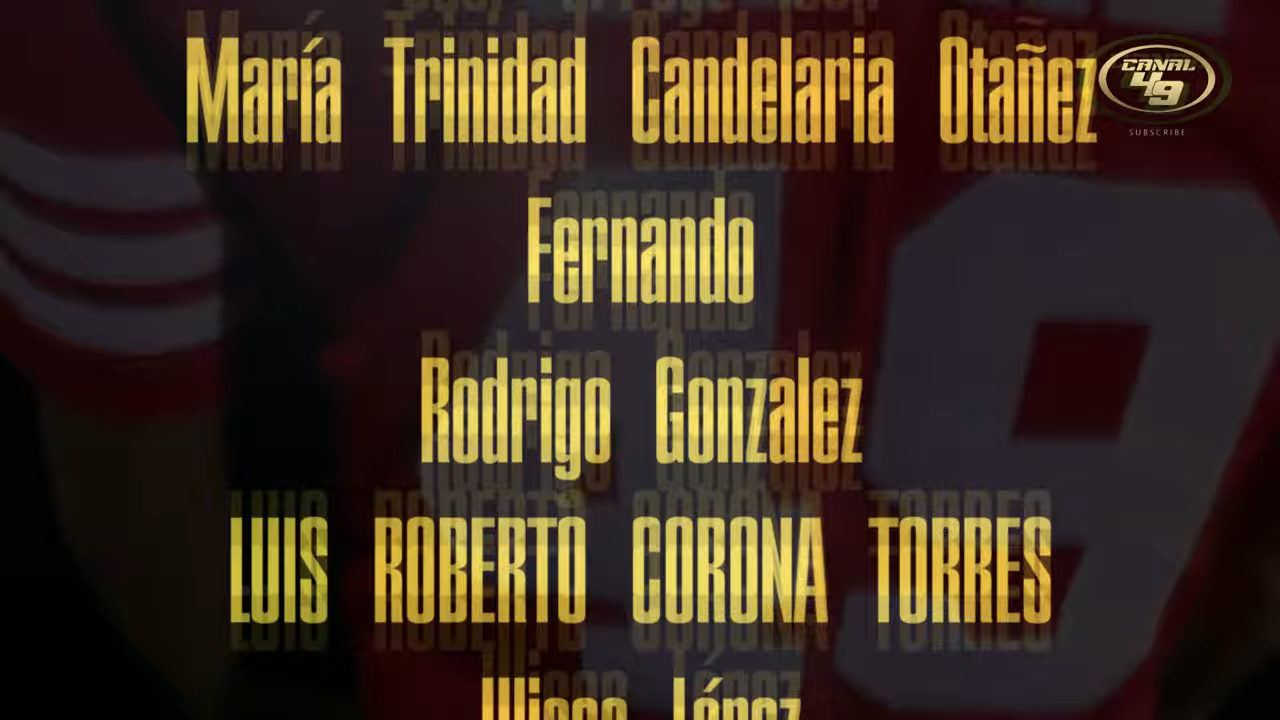 María Trinidad Candelaria Otañez
CANAL
49
SUBSCRIBE
Fernando
Rodrigo Gonzalez
LUIS ROBERTO CORONA TORRES